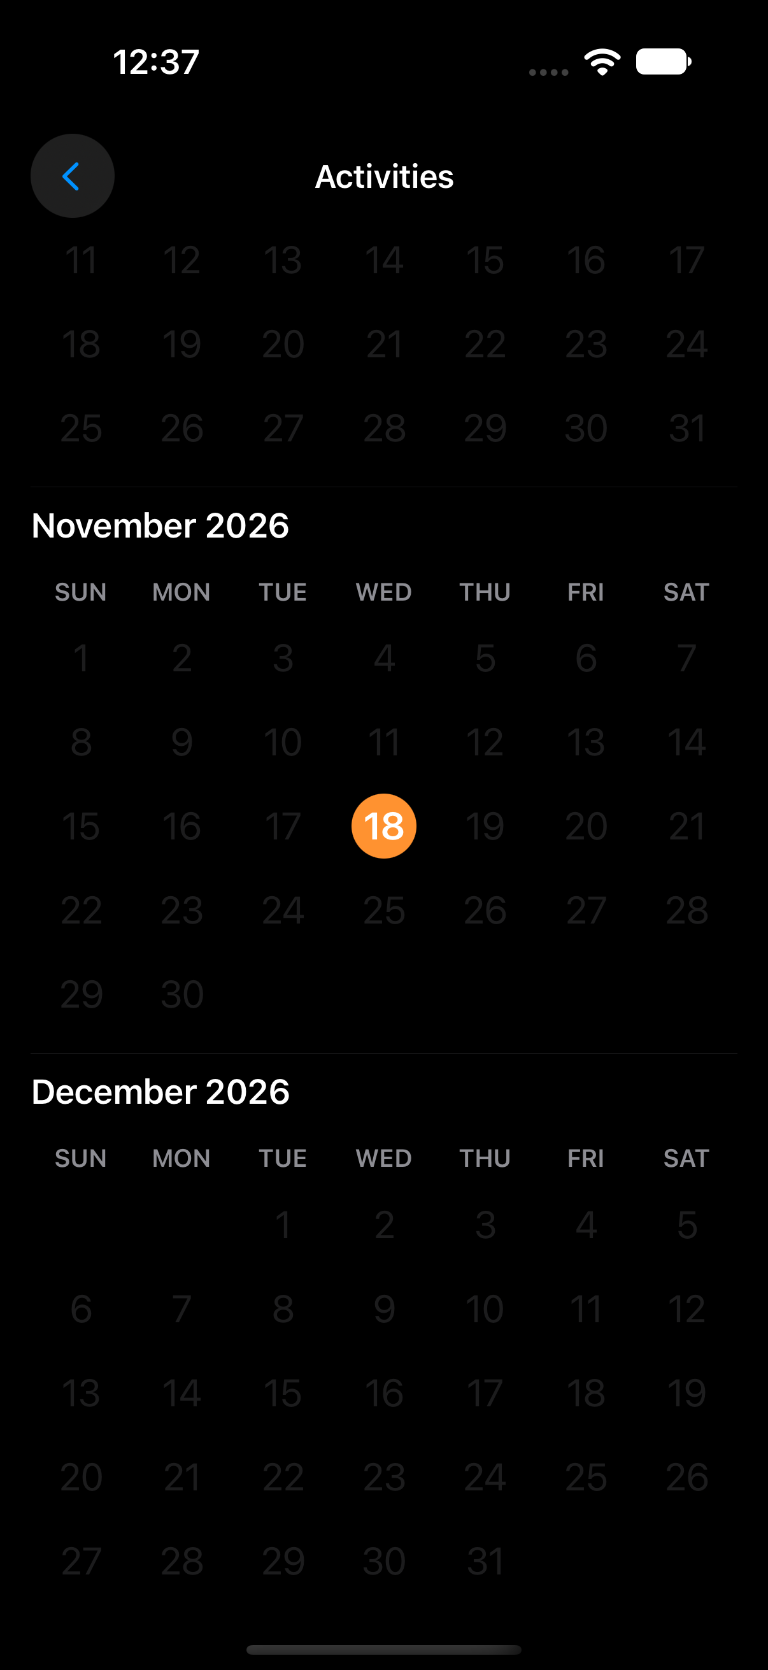 12:37
Activities
11 12 13 14 15 16 17
18 19 20 21 22 23 24
25 26 27 28 29 30 31
November 2026
SUN MON TUE WED THU FRI SAT
1 2 3 4 5 6 7
8 9 10 11 12 13 14
15 16 17 18 19 20 21
22 23 24 25 26 27 28
29 30
December 2026
SUN MON TUE WED THU FRI SAT
1 2 3 4 5
6 7 8 9 10 11 12
13 14 15 16 17 18 19
20 21 22 23 24 25 26
27 28 29 30 31